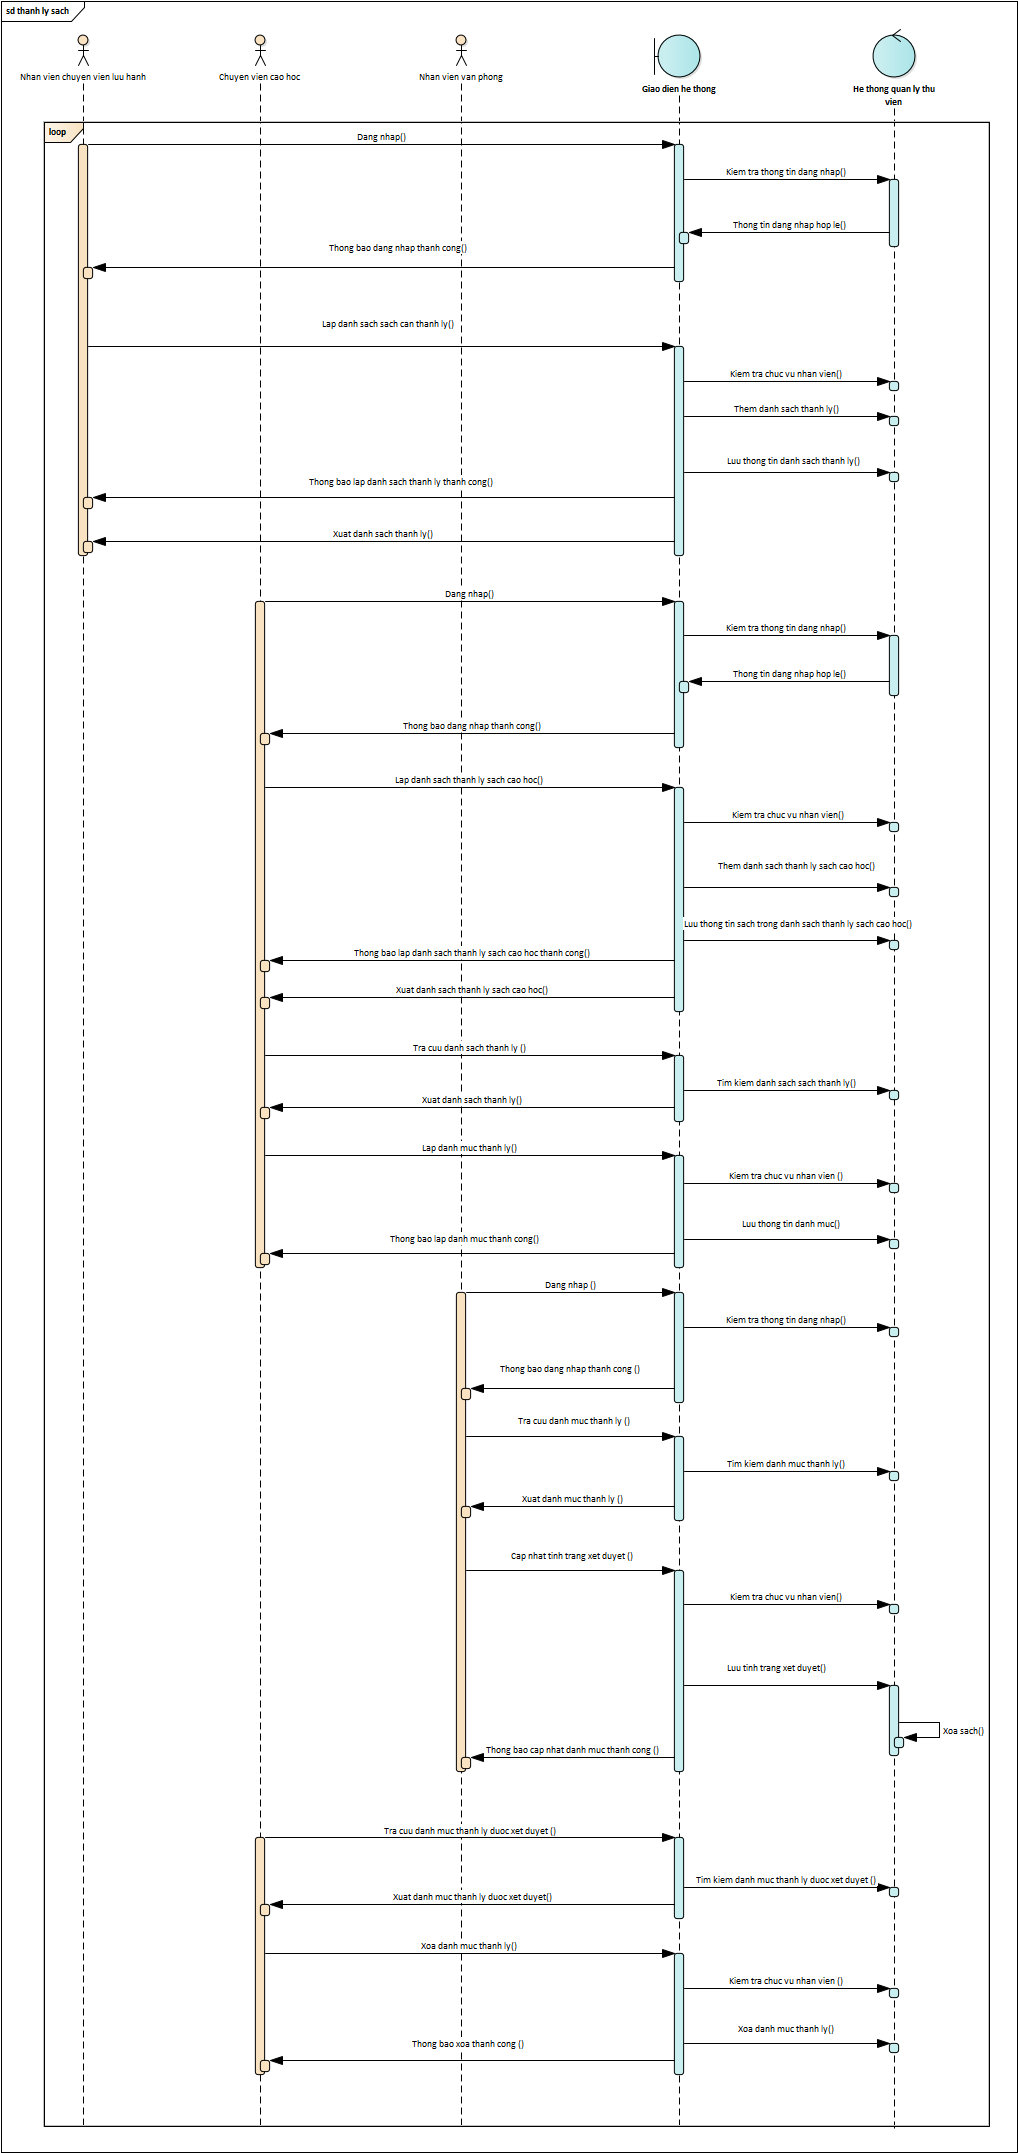 sd thanh ly sach
Nhan vien chuyen vien luu hanh
Chuyen vien cao hoc
Nhan vien van phong
Giao dien he thong
He thong quan ly thu
vien
loop
Dang nhap()
Kiem tra thong tin dang nhap()
Thong tin dang nhap hop le()
Thong bao dang nhap thanh cong()
Lap danh sach sach can thanh ly()
Kiem tra chuc vu nhan vien()
Them danh sach thanh ly()
Luu thong tin danh sach thanh ly()
Thong bao lap danh sach thanh ly thanh cong()
Xuat danh sach thanh ly()
Dang nhap()
Kiem tra thong tin dang nhap()
Thong tin dang nhap hop le()
Thong bao dang nhap thanh cong()
Lap danh sach thanh ly sach cao hoc()
Kiem tra chuc vu nhan vien()
Them danh sach thanh ly sach cao hoc()
Luu thong tin sach trong danh sach thanh ly sach cao hoc()
Thong bao lap danh sach thanh ly sach cao hoc thanh cong()
Xuat danh sach thanh ly sach cao hoc()
Tra cuu danh sach thanh ly ()
Tim kiem danh sach sach thanh ly()
Xuat danh sach thanh ly()
Lap danh muc thanh ly()
Kiem tra chuc vu nhan vien ()
Luu thong tin danh muc()
Thong bao lap danh muc thanh cong()
Dang nhap ()
Kiem tra thong tin dang nhap()
Thong bao dang nhap thanh cong ()
Tra cuu danh muc thanh ly ()
Tim kiem danh muc thanh ly()
Xuat danh muc thanh ly ()
Cap nhat tinh trang xet duyet ()
Kiem tra chuc vu nhan vien()
Luu tinh trang xet duyet()
Xoa sach()
Thong bao cap nhat danh muc thanh cong ()
Tra cuu danh muc thanh ly duoc xet duyet ()
Tim kiem danh muc thanh ly duoc xet duyet ()
Xuat danh muc thanh ly duoc xet duyet()
Xoa danh muc thanh ly()
Kiem tra chuc vu nhan vien ()
Xoa danh muc thanh ly()
Thong bao xoa thanh cong ()